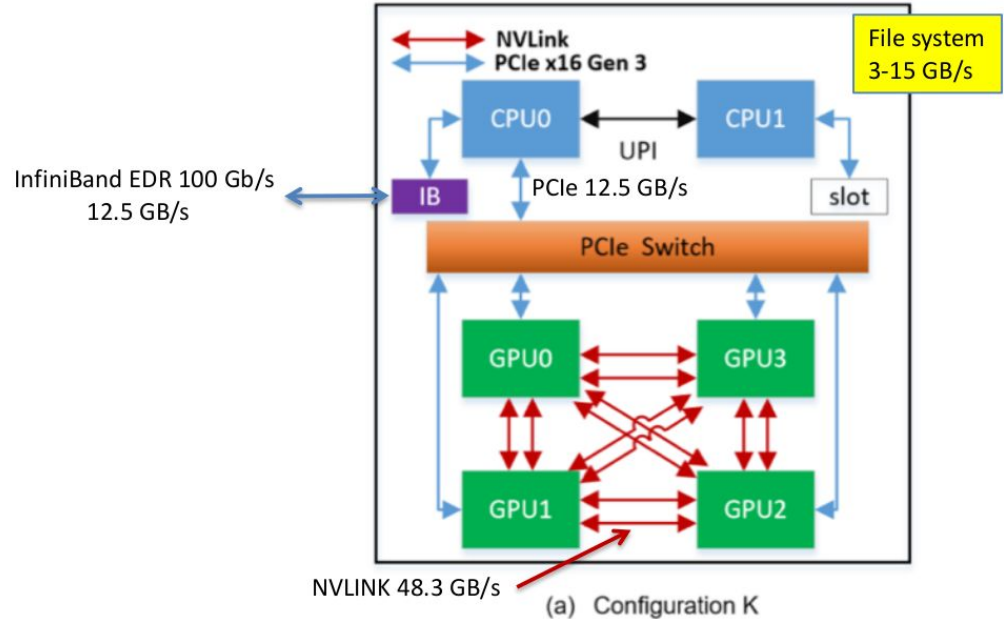 NVLink
PCIe x16 Gen 3
File system
3-15 GB/s
CPU0
CPU1
UPI
InfiniBand EDR 100 Gb/s
12.5 GB/s
IB
PCIe 12.5 GB/s
slot
PCIe Switch
GPU0
GPU3
GPU1
GPU2
NVLINK 48.3 GB/s
(a) Configuration K